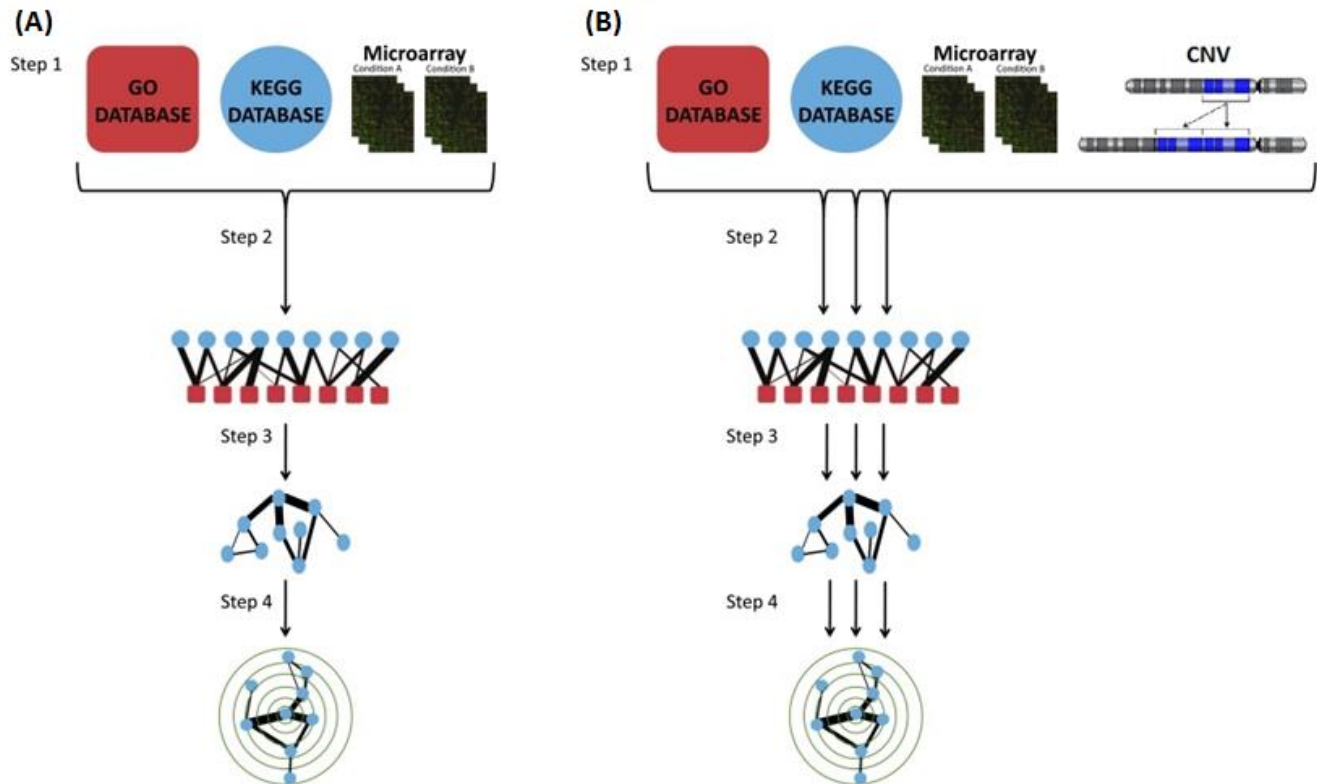 (A)
Step 1
GO
DATABASE
KEGG
DATABASE
Microarray
Condition A
Condition B
Step 2
Step 3
Step 4
(B)
Step 1
GO
DATABASE
KEGG
DATABASE
Microarray
Condition A
Condition B
CNV
Step 2
Step 3
Step 4